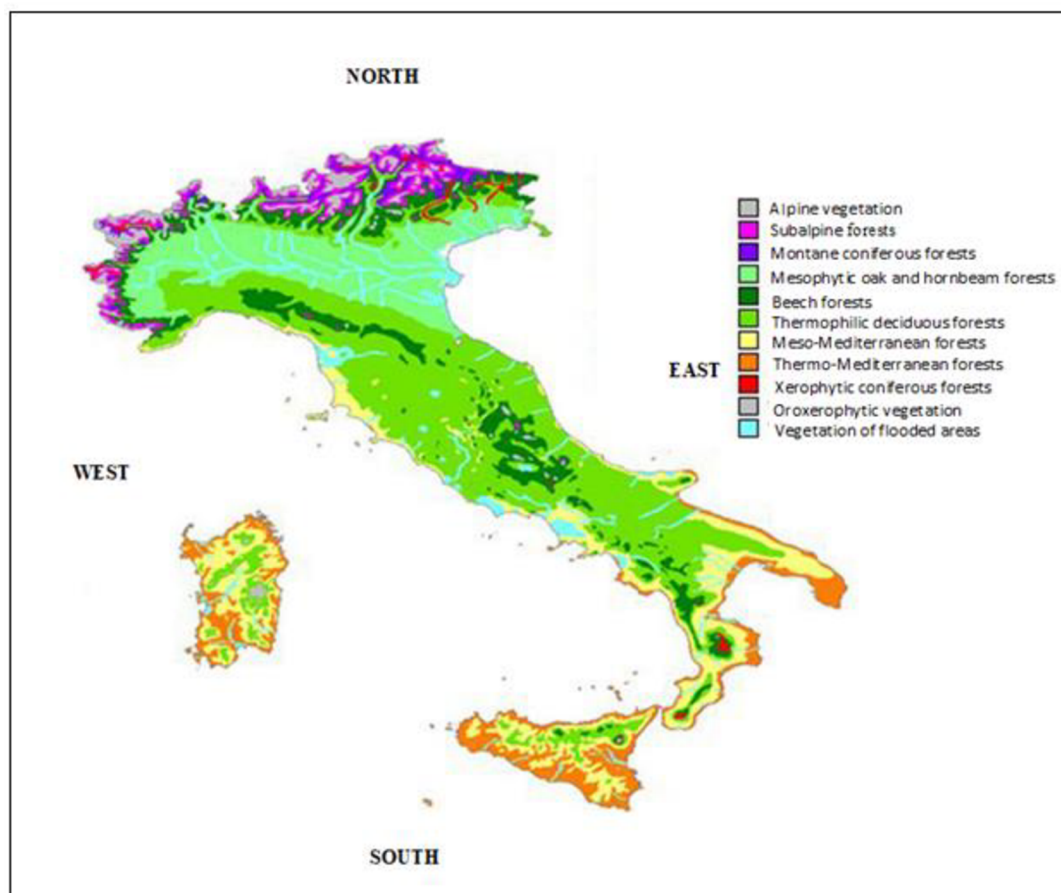 NORTH
Alpine vegetation
Subalpine forests
Montane coniferous forests
Mesophytic oak and hornbeam forests
Beech forests
Thermophilic deciduous forests
Meso-Mediterranean forests
EAST
Thermo-Mediterranean forests
Xerophytic coniferous forests
Oroxerophytic vegetation
Vegetation of flooded areas
WEST
SOUTH